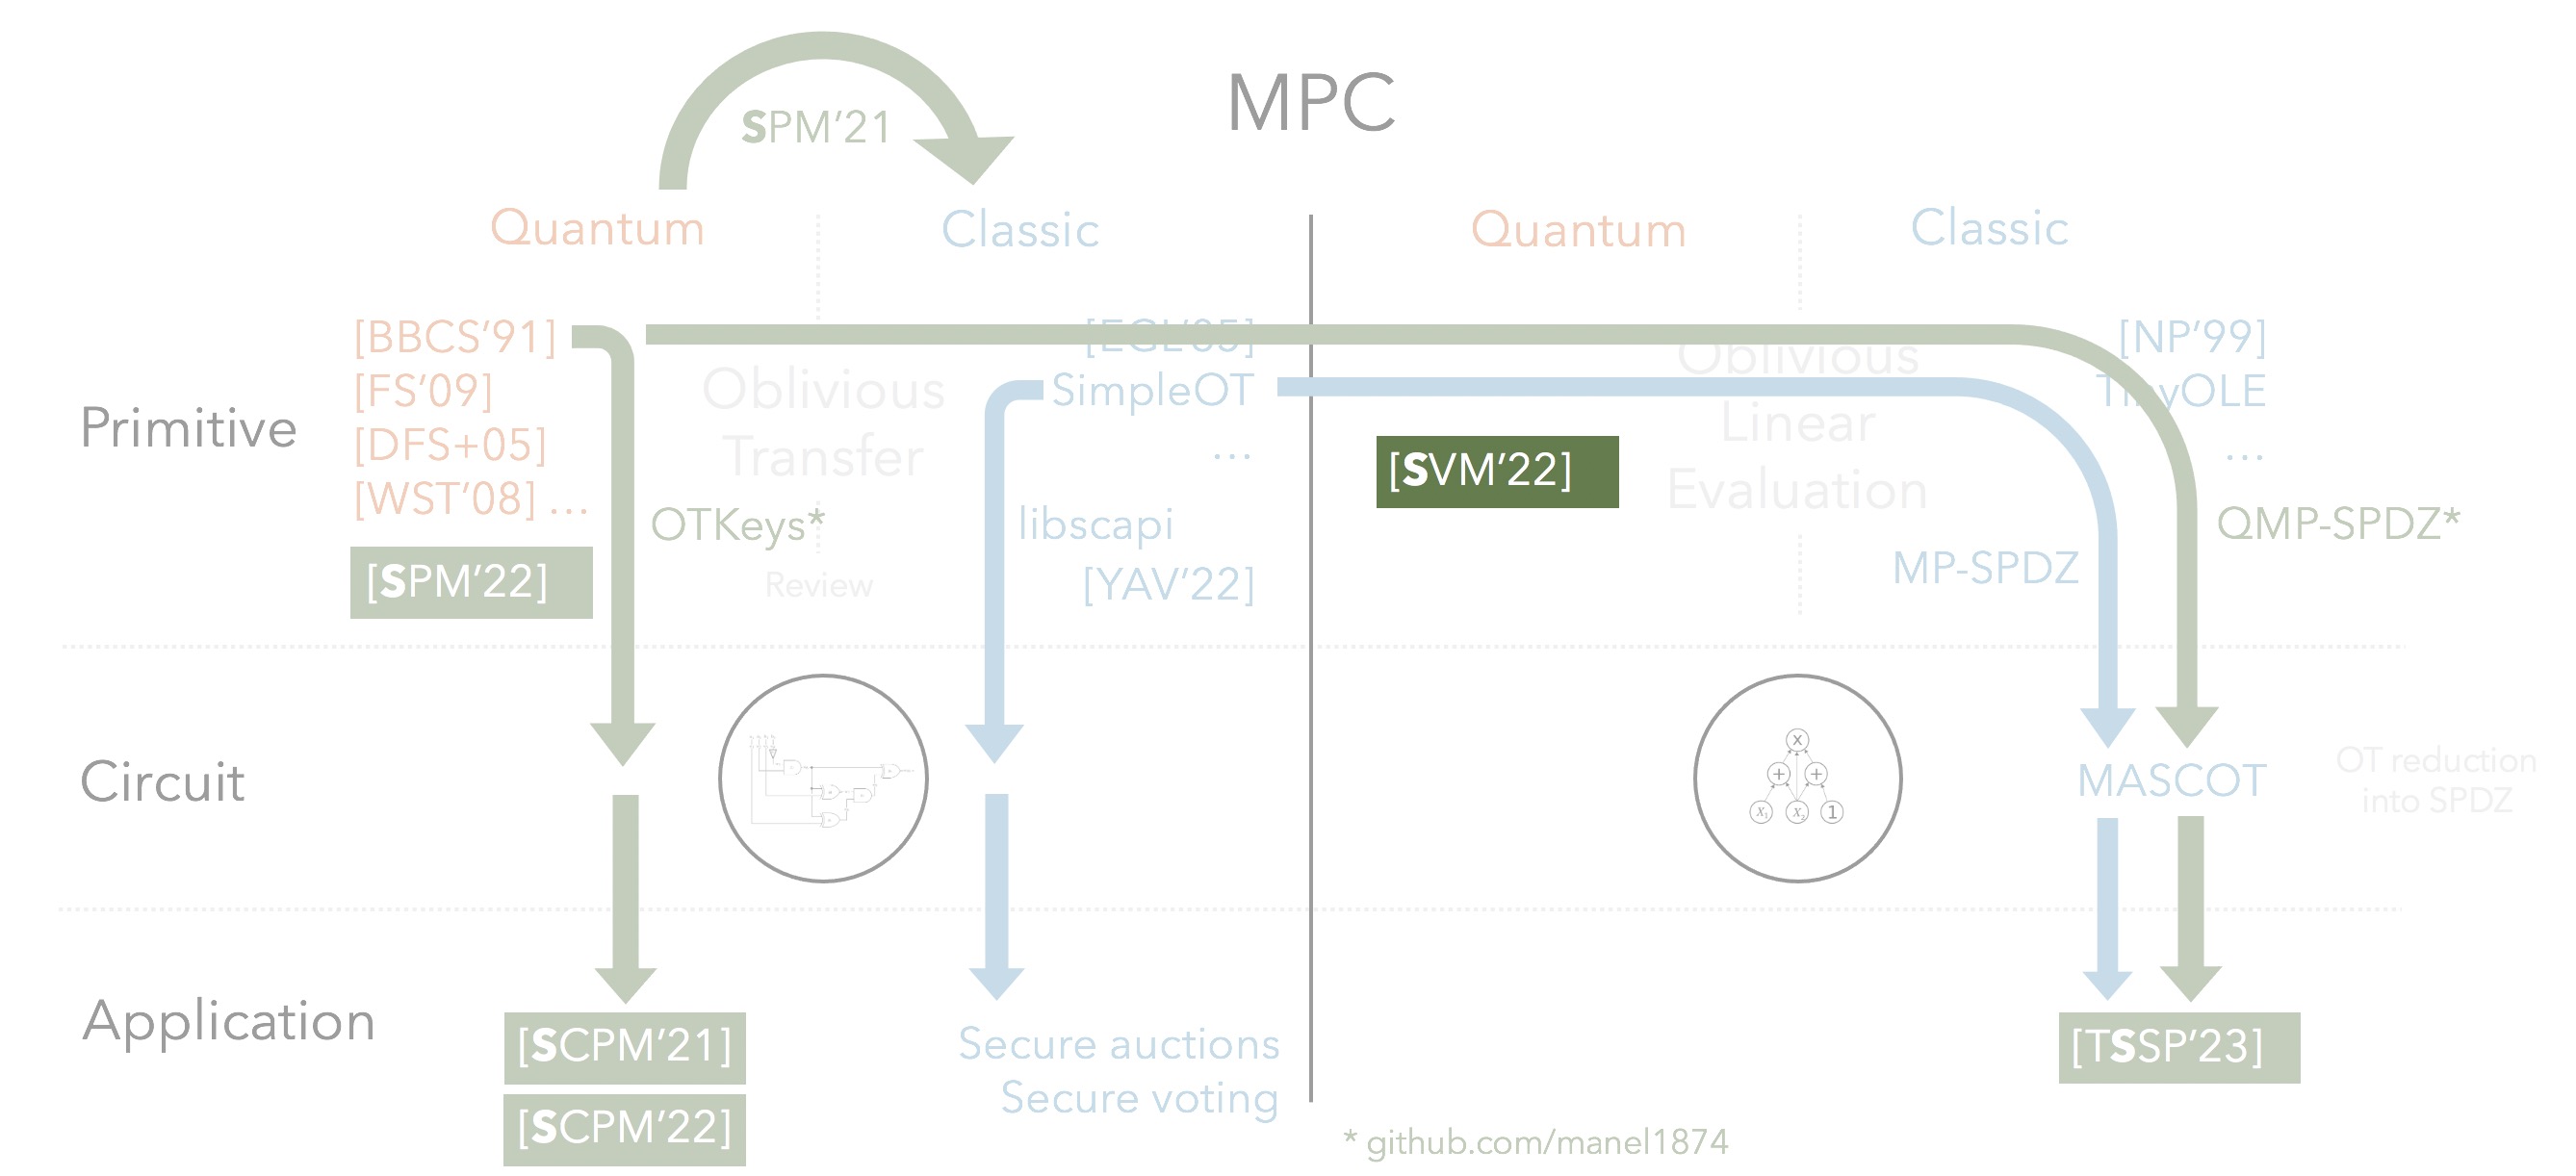 MPC
SPM'21
Quantum
Classic
Quantum
Classic
Primitive
[BBCS'91]
[FS'09]
[DFS+05]
[WST'08] ...
[SPM'22]
OTKeys*
Oblivious
Transfer
Review
[EGL'85]
SimpleOT
...
libscapi
[YAV'22]
[SVM'22]
Oblivious
Linear
Evaluation
[NP'99]
TinyOLE
...
MP-SPDZ
QMP-SPDZ*
Circuit
X
+ +
X₁ X₂ 1
MASCOT
OT reduction
into SPDZ
Application
[SCPM'21]
[SCPM'22]
Secure auctions
Secure voting
[TSSP'23]
* github.com/manel1874